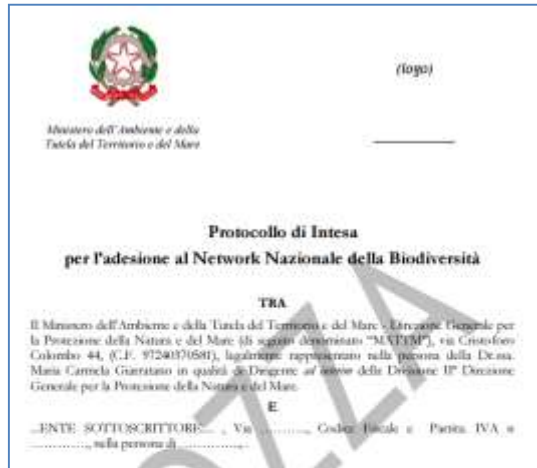 (logo)
Ministero dell'Ambiente e della
Tutela del Territorio e del Mare
Protocollo di Intesa
per l'adesione al Network Nazionale della Biodiversità
TRA
Il Ministero dell'Ambiente e della Tutela del Territorio e del Mare - Direzione Generale per
la Protezione della Natura e del Mare (di seguito denominato "MATTM"), via Cristoforo
Colombo 44, (C.F. 97240370581), legalmente rappresentato nella persona della Dr.ssa
Maria Carmela Giarratano in qualità di Dirigente ad interim della Divisione IIª Direzione
Generale per la Protezione della Natura e del Mare.
E
...ENTE SOTTOSCRITTORE... , Via ..........., Codice Fiscale e Partita IVA n
.............., nella persona di ..............,
OZZA